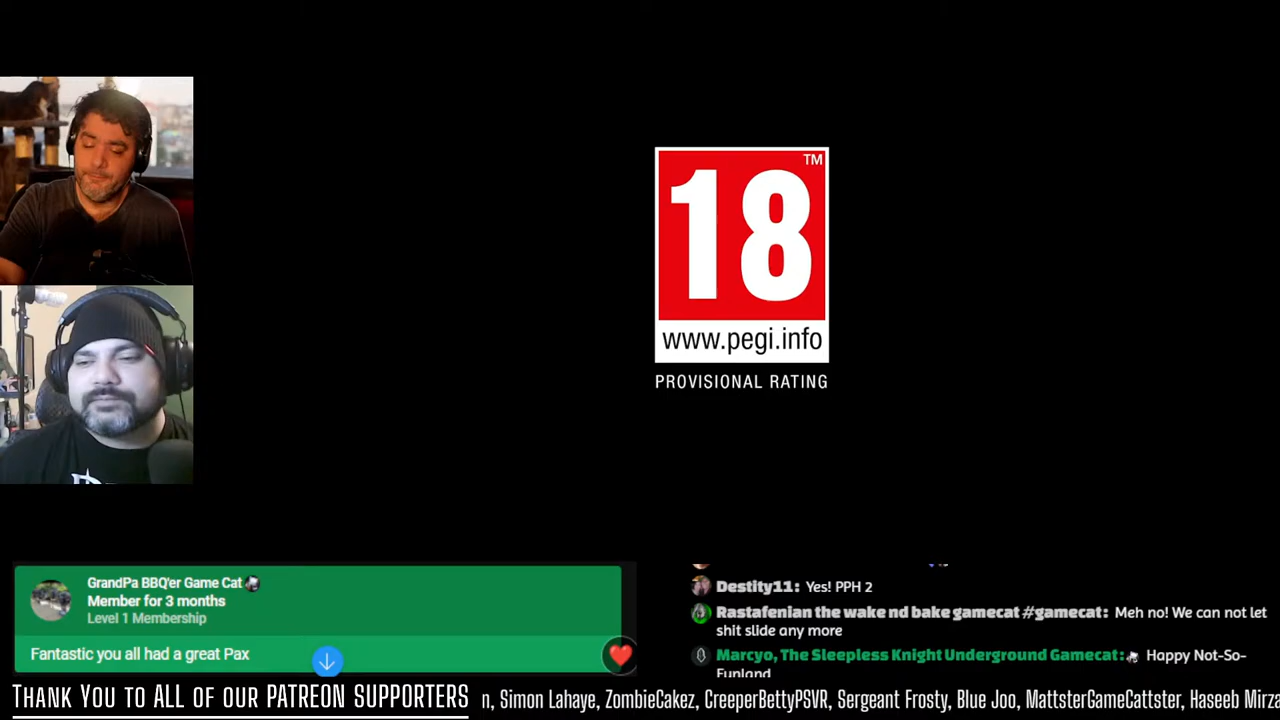 TM
18
www.pegi.info
PROVISIONAL RATING
GrandPa BBQ'er Game Cat
Member for 3 months
Level 1 Membership
Fantastic you all had a great Pax
Destity11: Yes! PPH 2
Rastafenian the wake nd bake gamecat #gamecat: Meh no! We can not let
shit slide any more
Marcyo, The Sleepless Knight Underground Gamecat: Happy Not-So-
Funland
THANK YOU TO ALL OF OUR PATREON SUPPORTERS
n, Simon Lahaye, ZombieCakez, CreeperBettyPSVR, Sergeant Frosty, Blue Joo, MattsterGameCattster, Haseeb Mirza